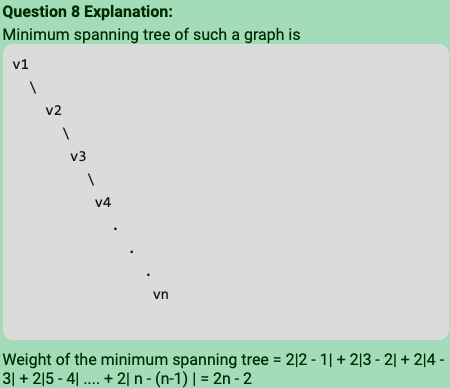 Question 8 Explanation:
Minimum spanning tree of such a graph is
v1
\
v2
\
v3
\
v4
.
.
.
vn
Weight of the minimum spanning tree = 2|2 - 1| + 2|3 - 2| + 2|4 -
3| + 2|5 - 4| .... + 2| n - (n-1) | = 2n - 2